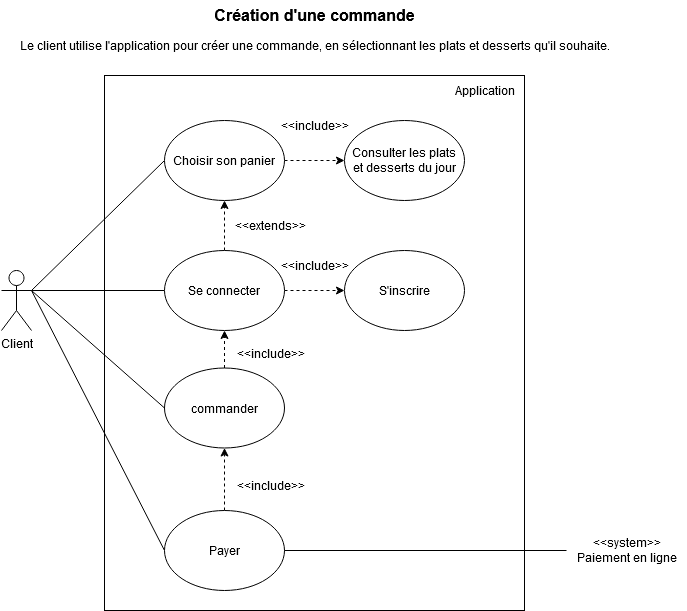 Création d'une commande
Le client utilise l'application pour créer une commande, en sélectionnant les plats et desserts qu'il souhaite.
Application
<<include>>
Choisir son panier
Consulter les plats
et desserts du jour
<<extends>>
<<include>>
Se connecter
S'inscrire
Client
<<include>>
commander
<<include>>
Payer
<<system>>
Paiement en ligne